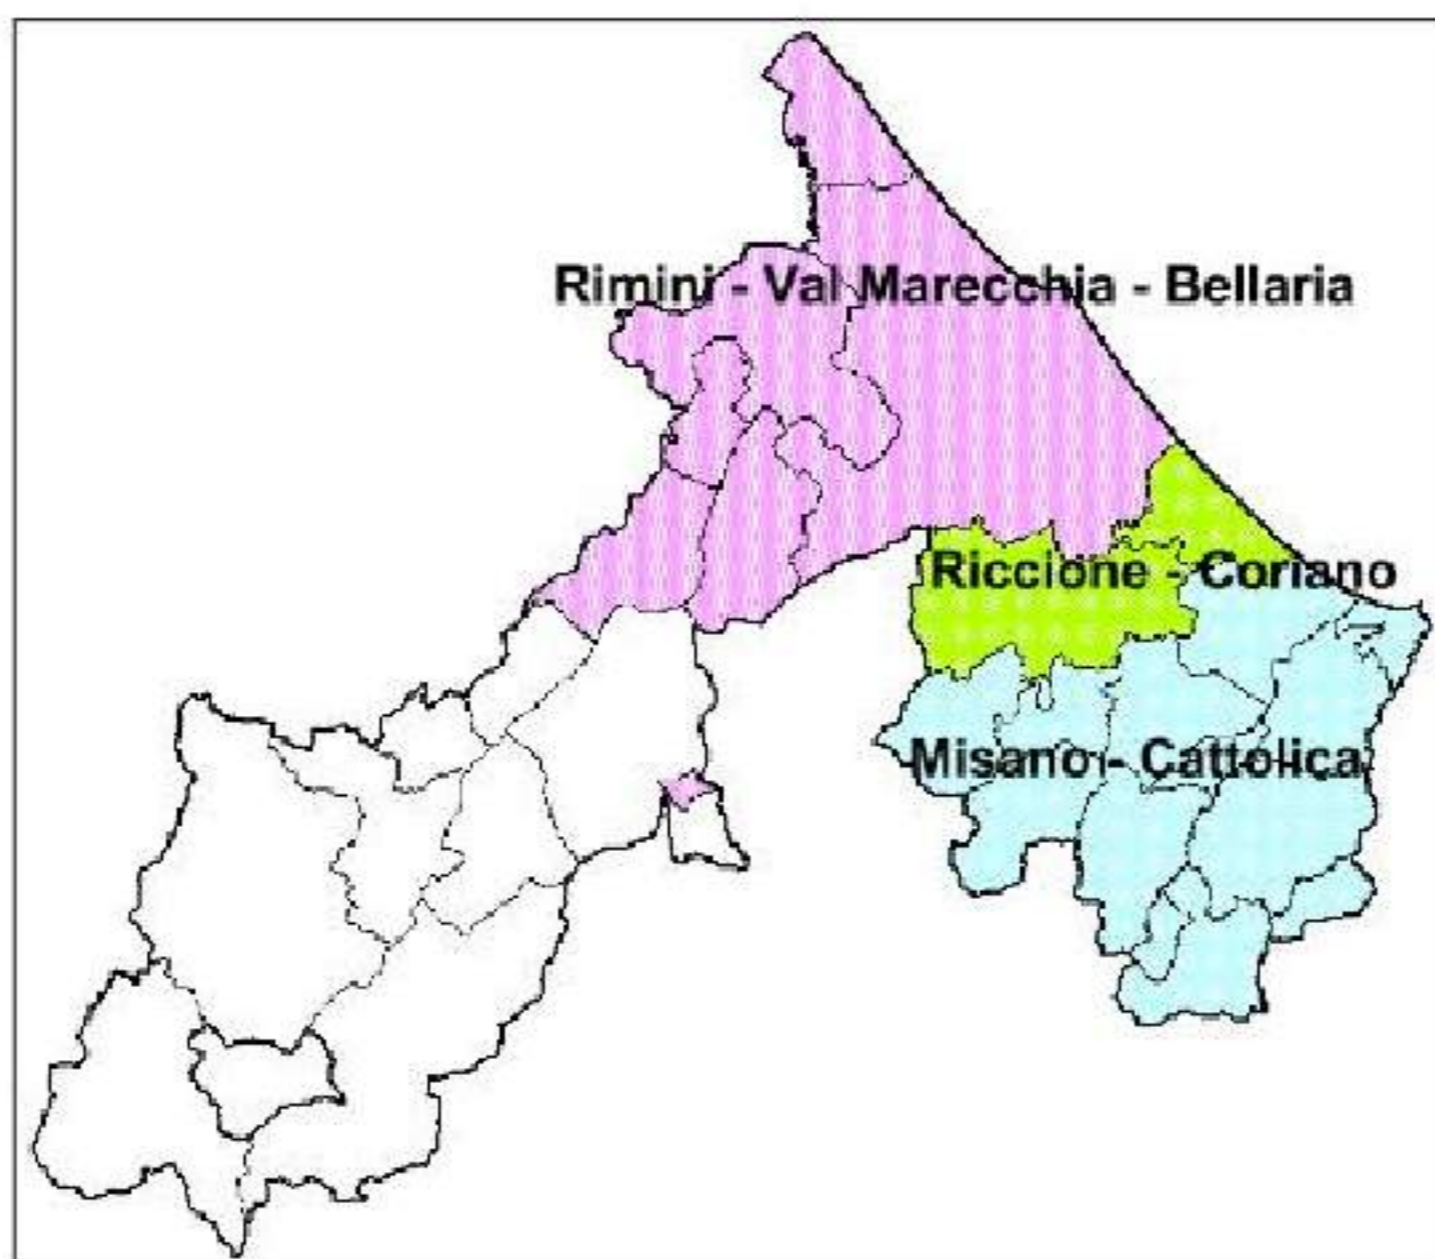 Rimini - Val Marecchia - Bellaria
Riccione - Coriano
Misano - Cattolica